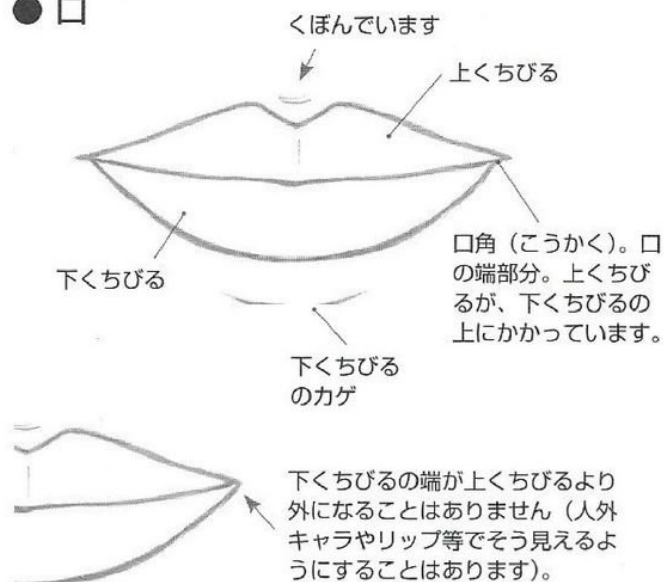 ● 口
くぼんでいます
上くちびる
口角（こうかく）。口
の端部分。上くちび
るが、下くちびるの
上にかかっています。
下くちびる
下くちびる
のカゲ
下くちびるの端が上くちびるより
外になることはありません（人外
キャラやリップ等でそう見えるよ
うにすることはあります）。